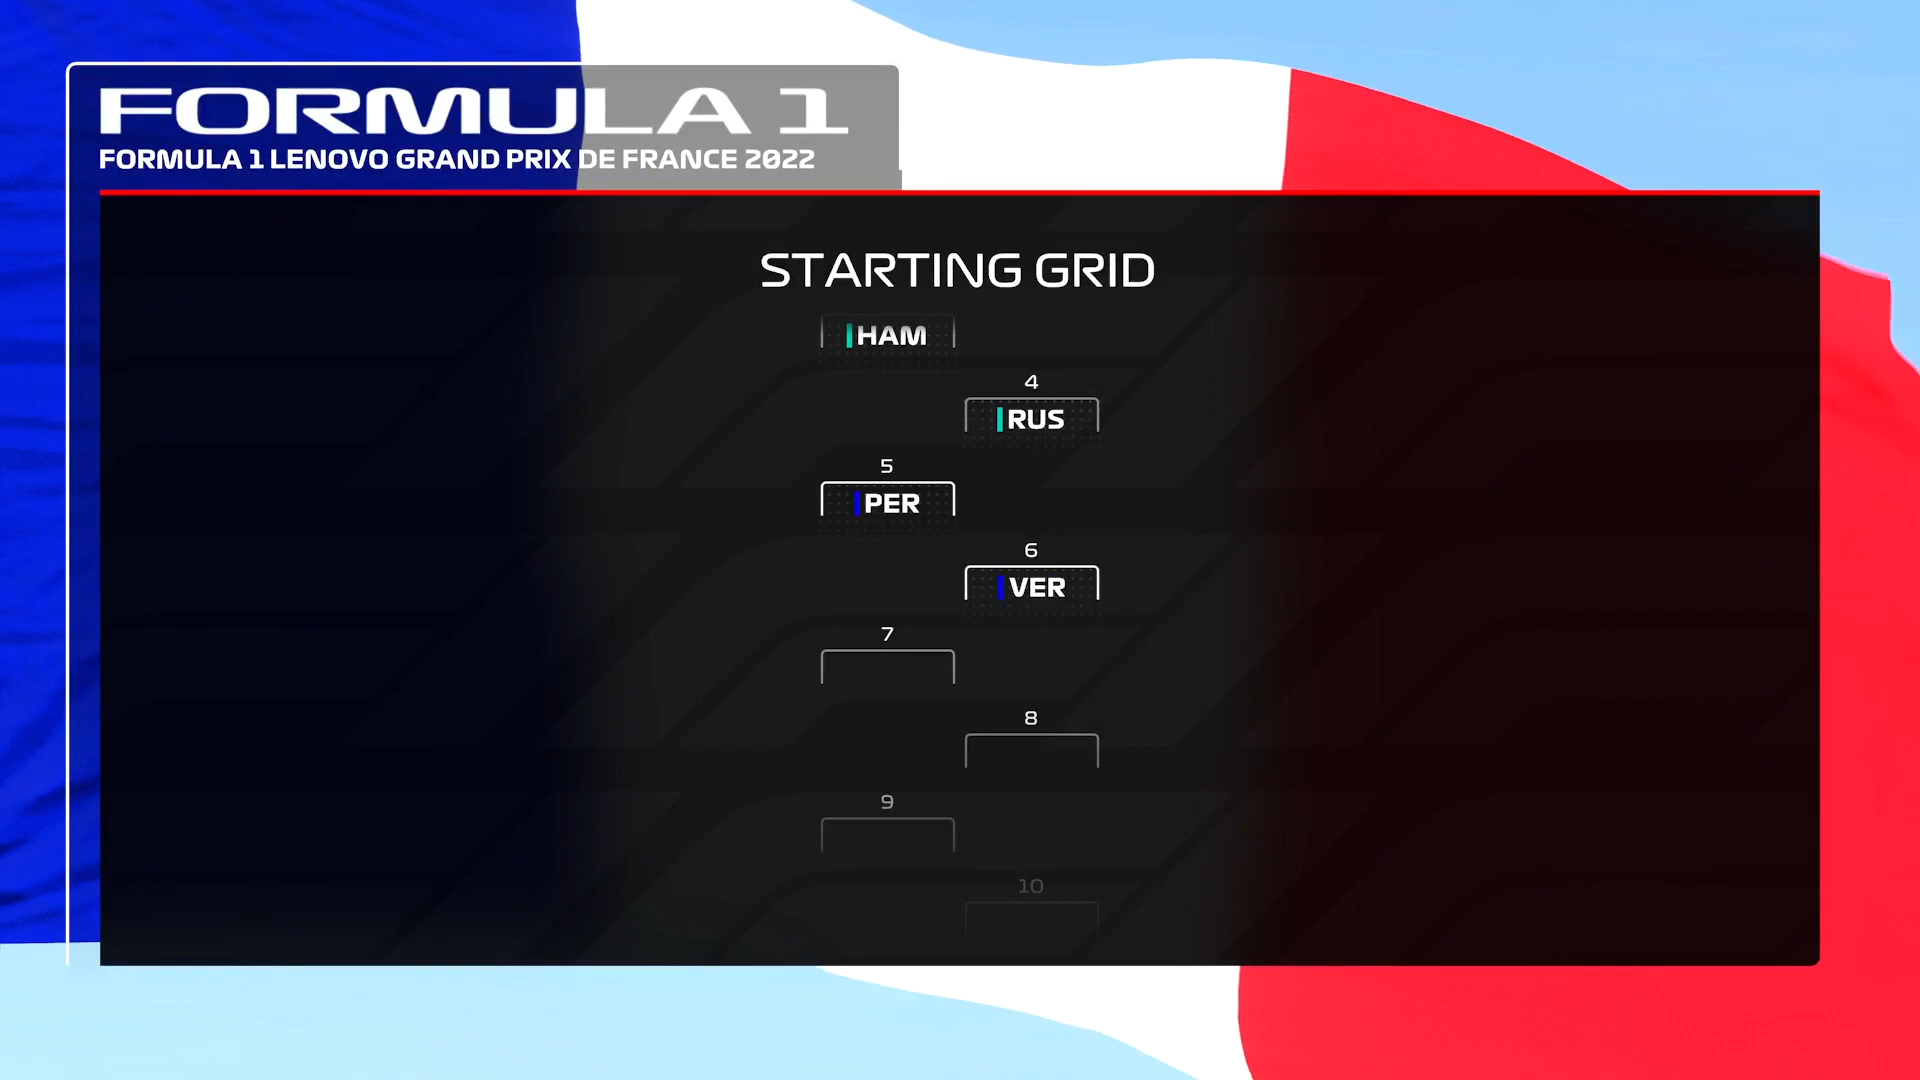 FORMULA 1
FORMULA 1 LENOVO GRAND PRIX DE FRANCE 2022
STARTING GRID
HAM
4
RUS
5
PER
6
VER
7
8
9
10